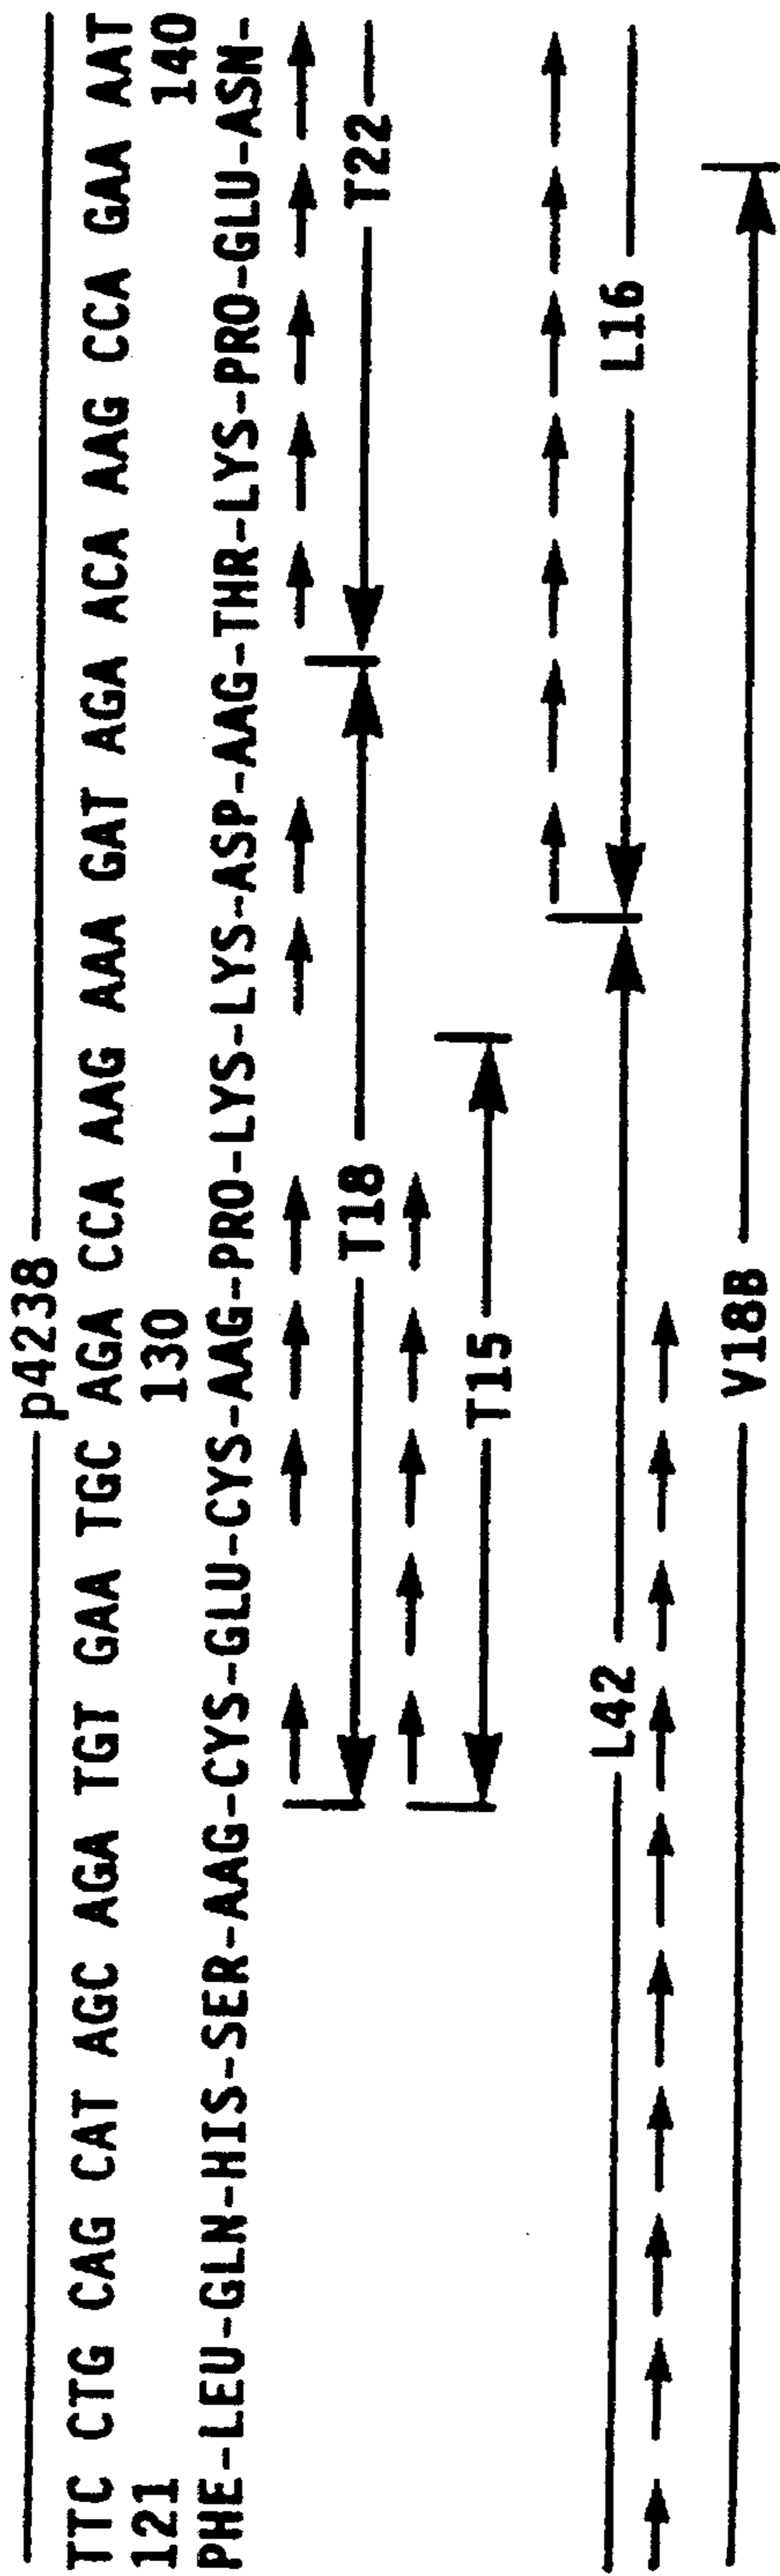 p4238
TTC CTG CAG CAT AGC AGA TGT GAA TGC AGA CCA AAG AAA GAT AGA ACA AAG CCA GAA AAT
121 130 140
PHE-LEU-GLN-HIS-SER-AAG-CYS-GLU-CYS-AAG-PRO-LYS-LYS-ASP-AAG-THR-LYS-PRO-GLU-ASN-
T18 T22
T15
L42 L16
V18B